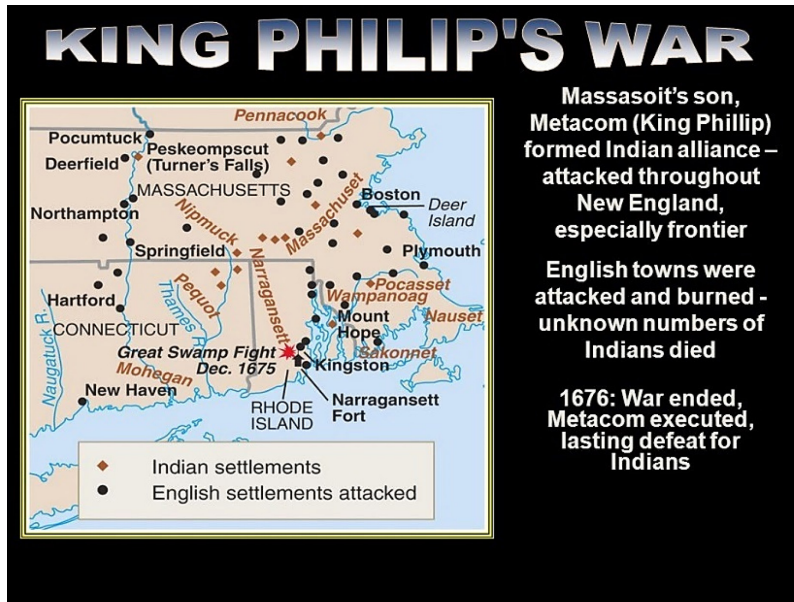 KING PHILIP'S WAR
Massasoit's son,
Metacom (King Phillip)
formed Indian alliance –
attacked throughout
New England,
especially frontier
English towns were
attacked and burned -
unknown numbers of
Indians died
1676: War ended,
Metacom executed,
lasting defeat for
Indians
Pennacook
Pocumtuck
Peskeompscut
(Turner's Falls)
Deerfield
MASSACHUSETTS
Boston
Deer
Island
Massachuset
Northampton
Nipmuck
Springfield
Plymouth
Narragansett
Pequot
Pocasset
Wampanoag
Hartford
Thames R.
Nauset
Mount
Hope
CONNECTICUT
Naugatuck R.
Great Swamp Fight
Dec. 1675
Sakonnet
Kingston
Mohegan
New Haven
RHODE
ISLAND
Narragansett
Fort
Indian settlements
English settlements attacked